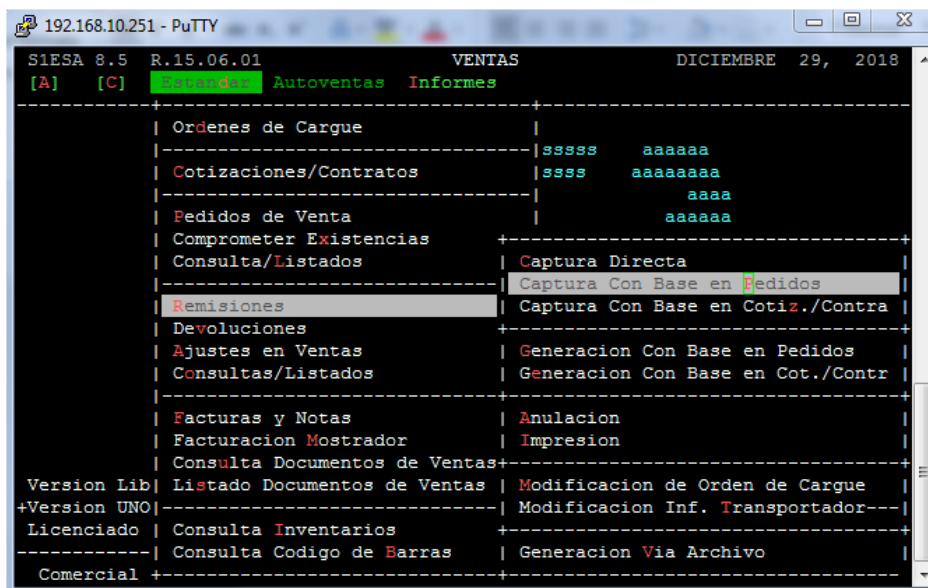 192.168.10.251 - PuTTY
S1ESA 8.5 R.15.06.01 VENTAS DICIEMBRE 29, 2018
[A] [C] Estandar Autoventas Informes
Ordenes de Cargue
sssss aaaaaa
Cotizaciones/Contratos ssss aaaaaaaa
aaaa
Pedidos de Venta aaaaaa
Comprometer Existencias
Consulta/Listados Captura Directa
Captura Con Base en Pedidos
Remisiones Captura Con Base en Cotiz./Contra
Devoluciones
Ajustes en Ventas Generacion Con Base en Pedidos
Consultas/Listados Generacion Con Base en Cot./Contr
Facturas y Notas Anulacion
Facturacion Mostrador Impresion
Consulta Documentos de Ventas
Version Lib Listado Documentos de Ventas Modificacion de Orden de Cargue
+Version UNO Modificacion Inf. Transportador
Licenciado Consulta Inventarios
Consulta Codigo de Barras Generacion Via Archivo
Comercial